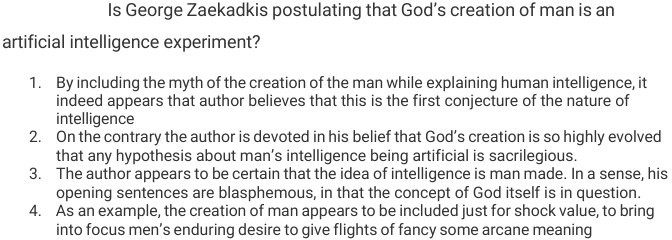 Is George Zaekadkis postulating that God's creation of man is an
artificial intelligence experiment?
1. By including the myth of the creation of the man while explaining human intelligence, it
indeed appears that author believes that this is the first conjecture of the nature of
intelligence
2. On the contrary the author is devoted in his belief that God's creation is so highly evolved
that any hypothesis about man's intelligence being artificial is sacrilegious.
3. The author appears to be certain that the idea of intelligence is man made. In a sense, his
opening sentences are blasphemous, in that the concept of God itself is in question.
4. As an example, the creation of man appears to be included just for shock value, to bring
into focus men's enduring desire to give flights of fancy some arcane meaning